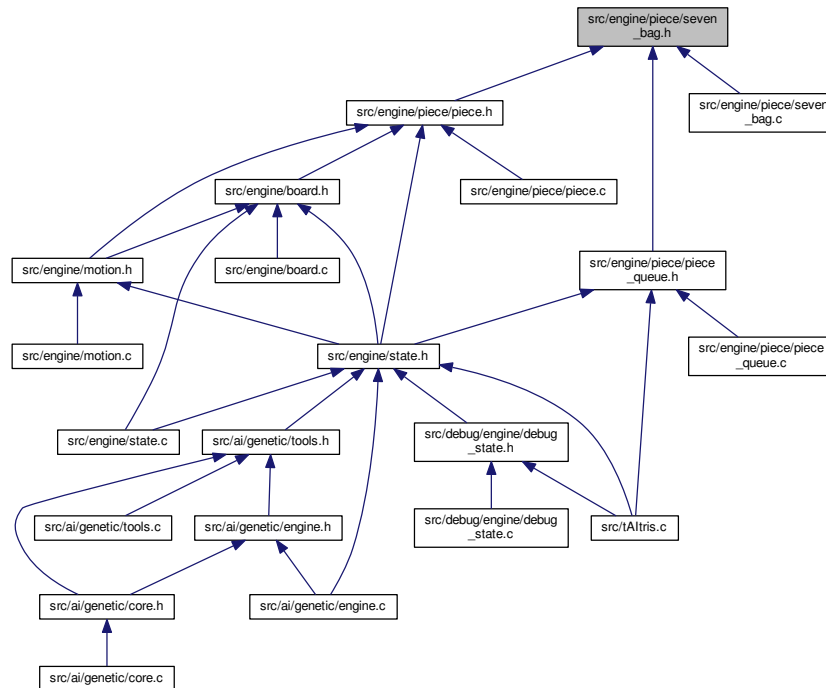 src/engine/piece/seven
_bag.h
src/engine/piece/piece.h
src/engine/piece/seven
_bag.c
src/engine/board.h
src/engine/piece/piece.c
src/engine/motion.h
src/engine/board.c
src/engine/piece/piece
_queue.h
src/engine/motion.c
src/engine/state.h
src/engine/piece/piece
_queue.c
src/engine/state.c
src/ai/genetic/tools.h
src/debug/engine/debug
_state.h
src/ai/genetic/tools.c
src/ai/genetic/engine.h
src/debug/engine/debug
_state.c
src/tAItris.c
src/ai/genetic/core.h
src/ai/genetic/engine.c
src/ai/genetic/core.c